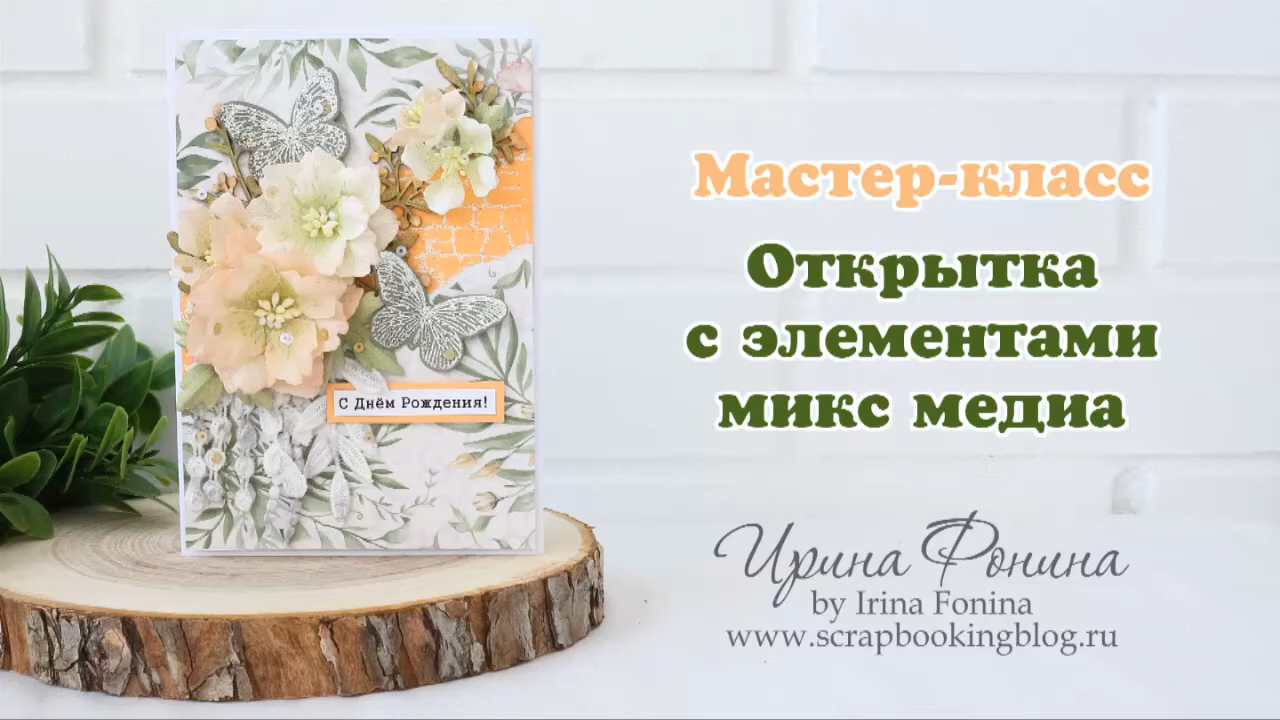 С Днём Рождения!
Мастер-класс
Открытка
с элементами
микс медиа
Ирина Фонина
by Irina Fonina
www.scrapbookingblog.ru